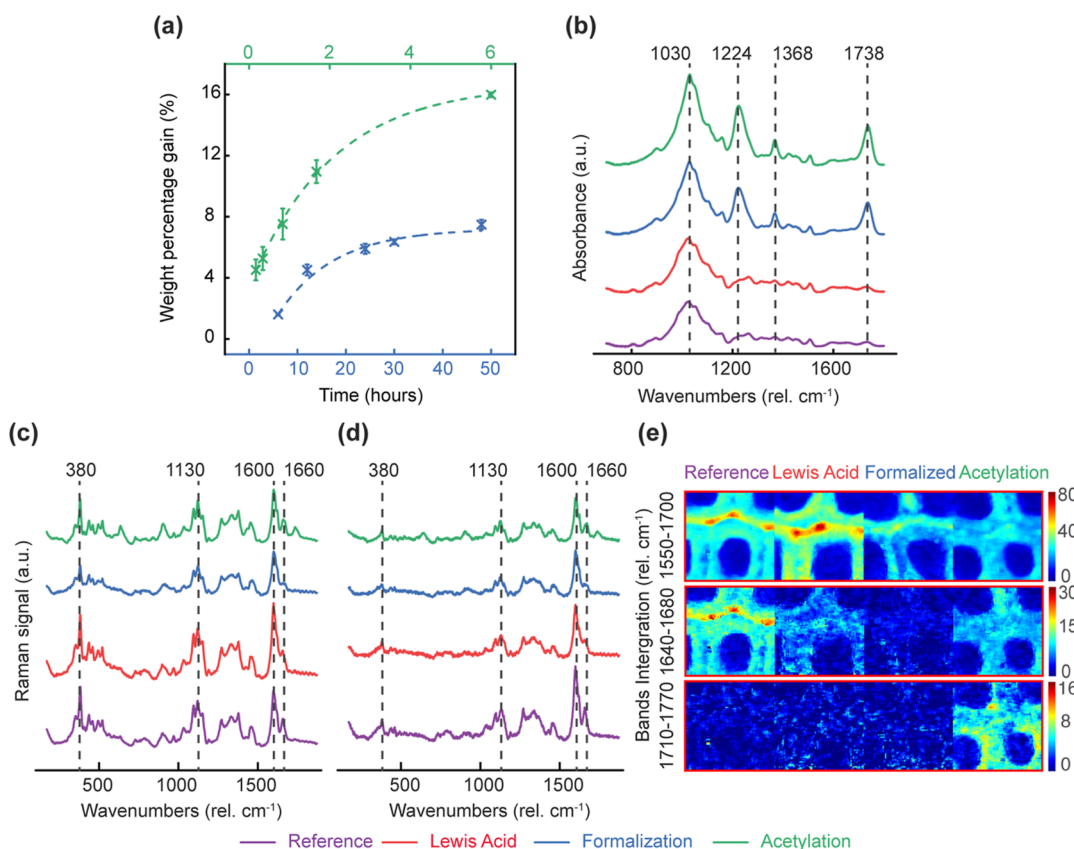 (a)
0 2 4 6
16
12
8
4
0
Weight percentage gain (%)
0 10 20 30 40 50
Time (hours)
(b)
1030 1224 1368 1738
Absorbance (a.u.)
800 1200 1600
Wavenumbers (rel. cm⁻¹)
(c)
380 1130 1600 1660
Raman signal (a.u.)
500 1000 1500
Wavenumbers (rel. cm⁻¹)
(d)
380 1130 1600 1660
500 1000 1500
Wavenumbers (rel. cm⁻¹)
(e)
Reference Lewis Acid Formalized Acetylation
Bands Intergration (rel. cm⁻¹)
1550-1700
80
40
0
1640-1680
30
15
0
1710-1770
16
8
0
Reference Lewis Acid Formalization Acetylation